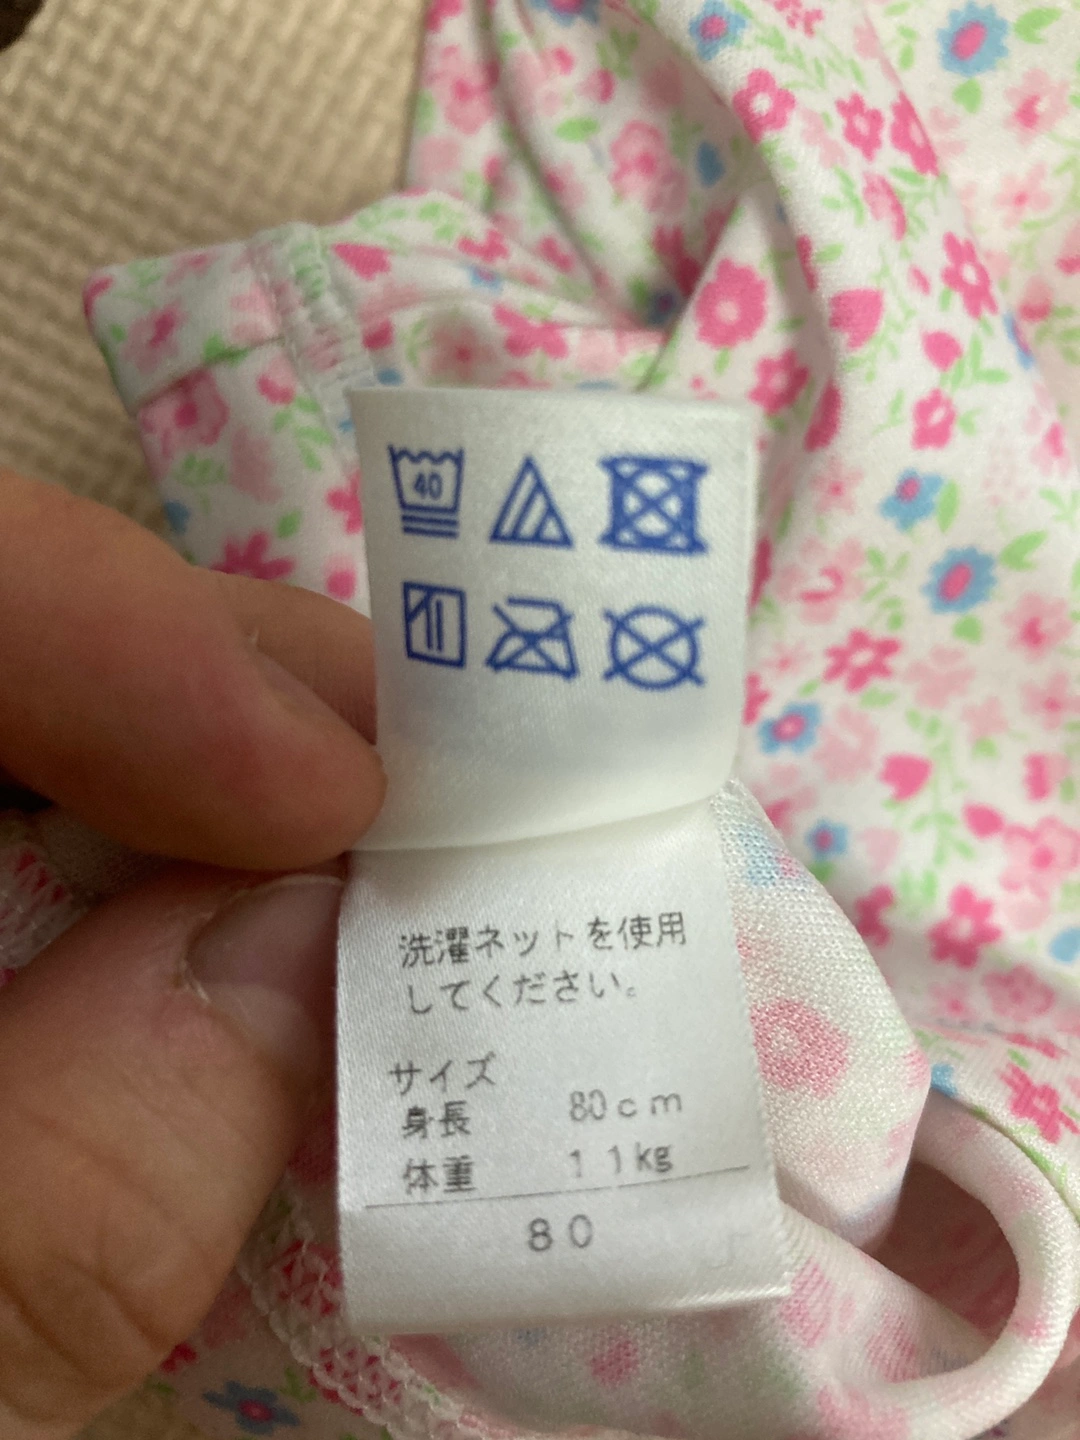 40
洗濯ネットを使用
してください。
サイズ
身長 80cm
体重 11kg
80